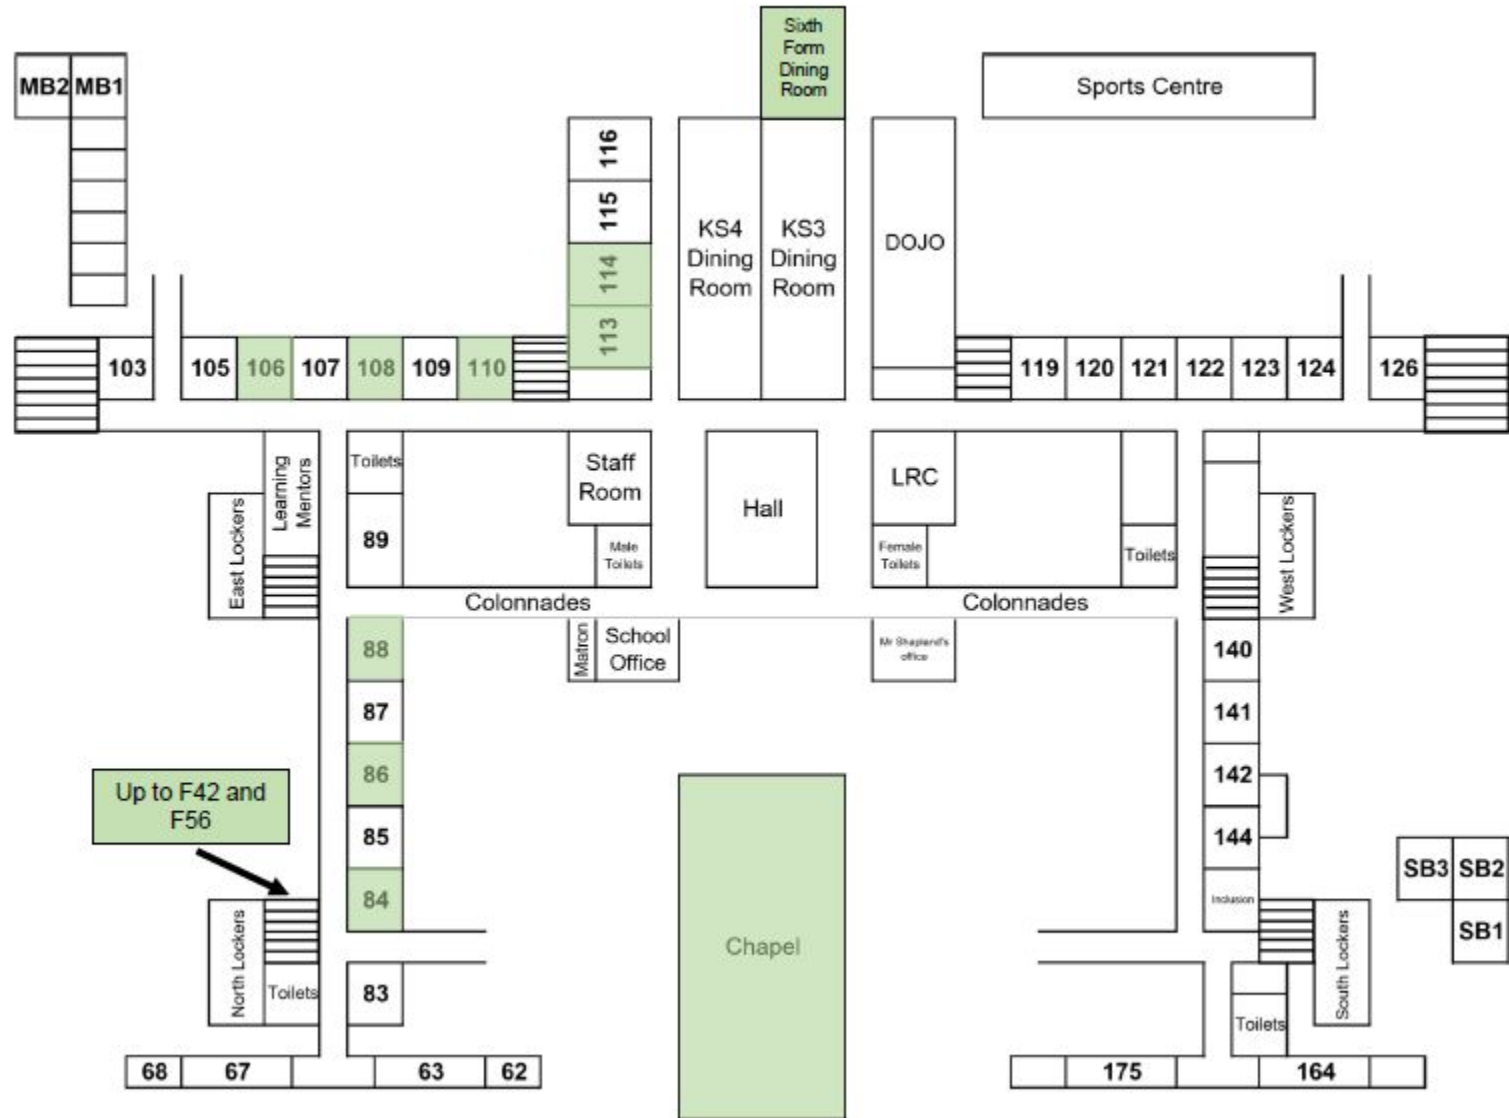 Sixth
Form
Dining
Room
Sports Centre
MB2 MB1
116
115
114
113
KS4
Dining
Room
KS3
Dining
Room
DOJO
103 105 106 107 108 109 110
119 120 121 122 123 124 126
Learning
Mentors
East Lockers
Toilets
89
Staff
Room
Male
Toilets
Hall
LRC
Female
Toilets
Toilets
West Lockers
Colonnades
Colonnades
88
87
86
85
84
Matron
School
Office
Mr Shapland's
office
140
141
142
144
Inclusion
Up to F42 and
F56
SB3 SB2
SB1
North Lockers
Toilets
83
Chapel
South Lockers
Toilets
68 67 63 62
175 164